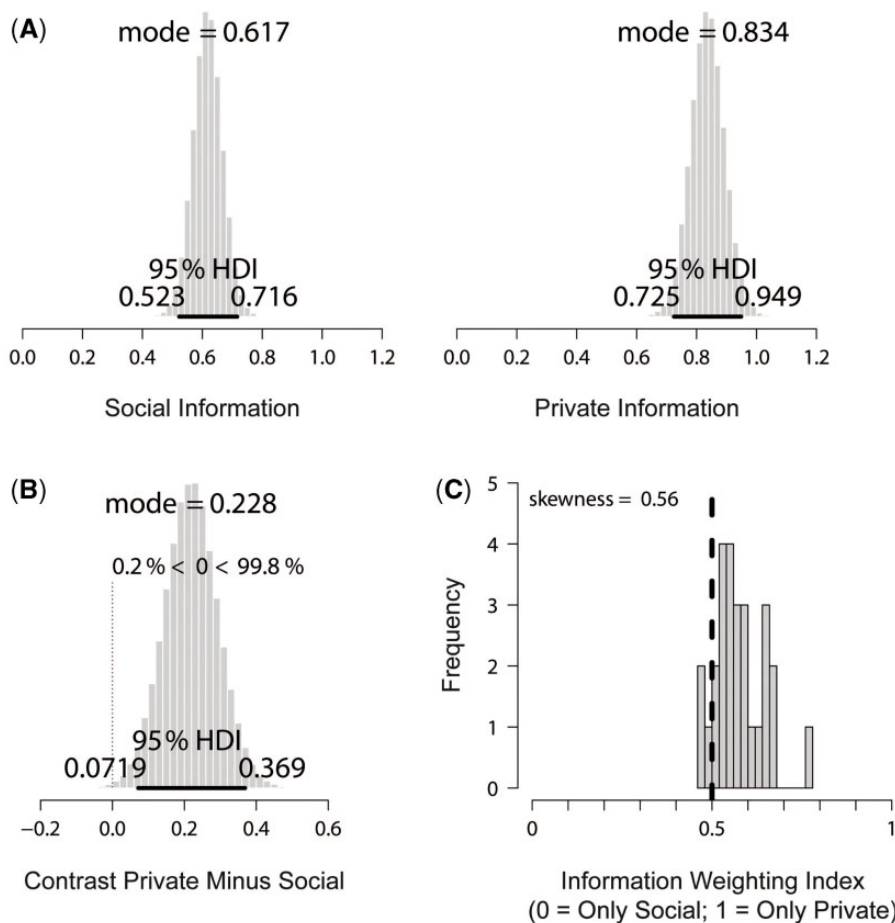 (A)
mode = 0.617
95% HDI
0.523 0.716
0.0 0.2 0.4 0.6 0.8 1.0 1.2
Social Information
mode = 0.834
95% HDI
0.725 0.949
0.0 0.2 0.4 0.6 0.8 1.0 1.2
Private Information
(B)
mode = 0.228
0.2% < 0 < 99.8%
95% HDI
0.0719 0.369
−0.2 0.0 0.2 0.4 0.6
Contrast Private Minus Social
(C)
skewness = 0.56
5
4
3
2
1
0
Frequency
0 0.5 1
Information Weighting Index
(0 = Only Social; 1 = Only Private)